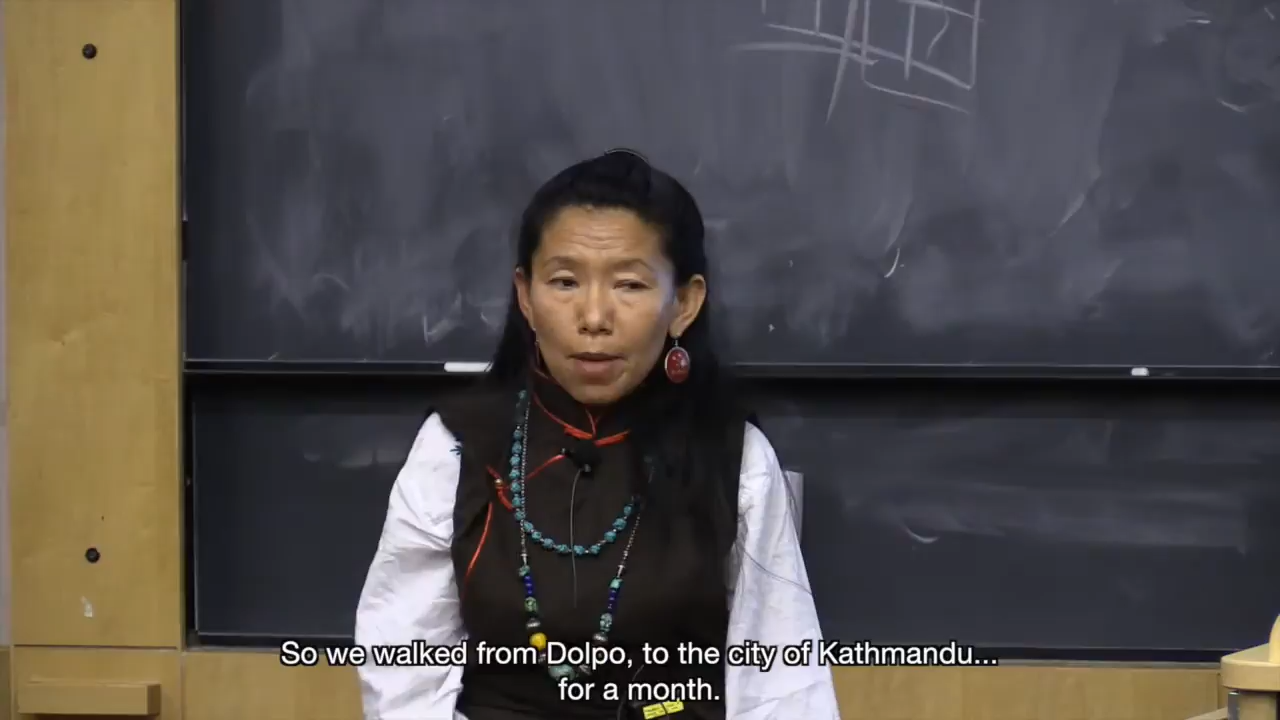 So we walked from Dolpo, to the city of Kathmandu...
for a month.